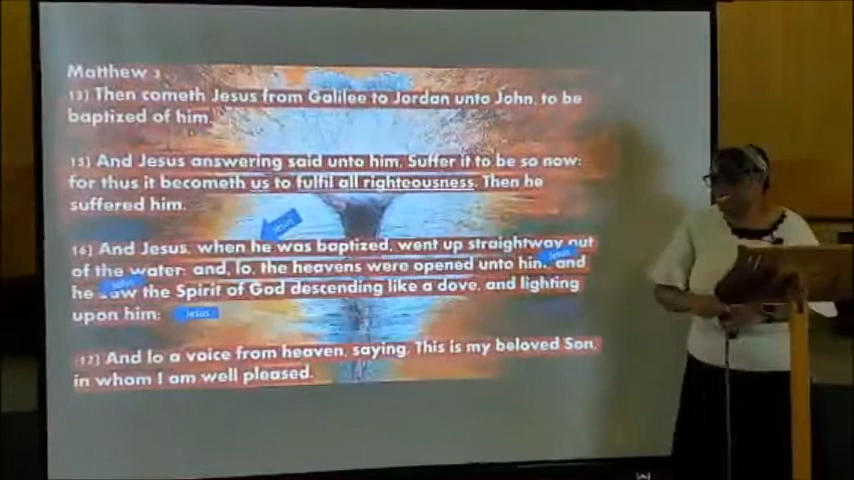 Matthew 3
13) Then cometh Jesus from Galilee to Jordan unto John, to be
baptized of him.
15) And Jesus answering said unto him, Suffer it to be so now:
for thus it becometh us to fulfil all righteousness. Then he
suffered him.
Jesus
16) And Jesus, when he was baptized, went up straightway out
of the water: and, lo, the heavens were opened unto him, and
Jesus
John
he saw the Spirit of God descending like a dove, and lighting
upon him:
Jesus
17) And lo a voice from heaven, saying, This is my beloved Son,
in whom I am well pleased.